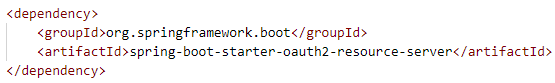 <dependency>
    <groupId>org.springframework.boot</groupId>
    <artifactId>spring-boot-starter-oauth2-resource-server</artifactId>
</dependency>